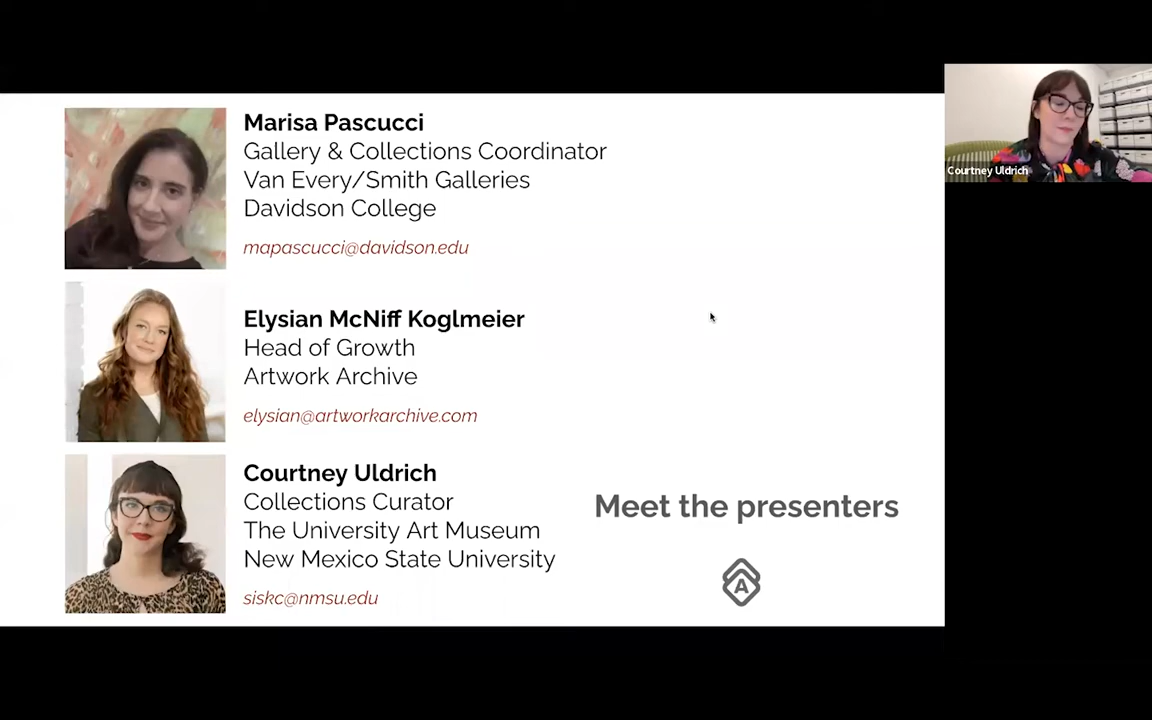 Marisa Pascucci
Gallery & Collections Coordinator
Van Every/Smith Galleries
Davidson College
mapascucci@davidson.edu
Elysian McNiff Koglmeier
Head of Growth
Artwork Archive
elysian@artworkarchive.com
Courtney Uldrich
Collections Curator
The University Art Museum
New Mexico State University
siskc@nmsu.edu
Meet the presenters
A
Courtney Uldrich